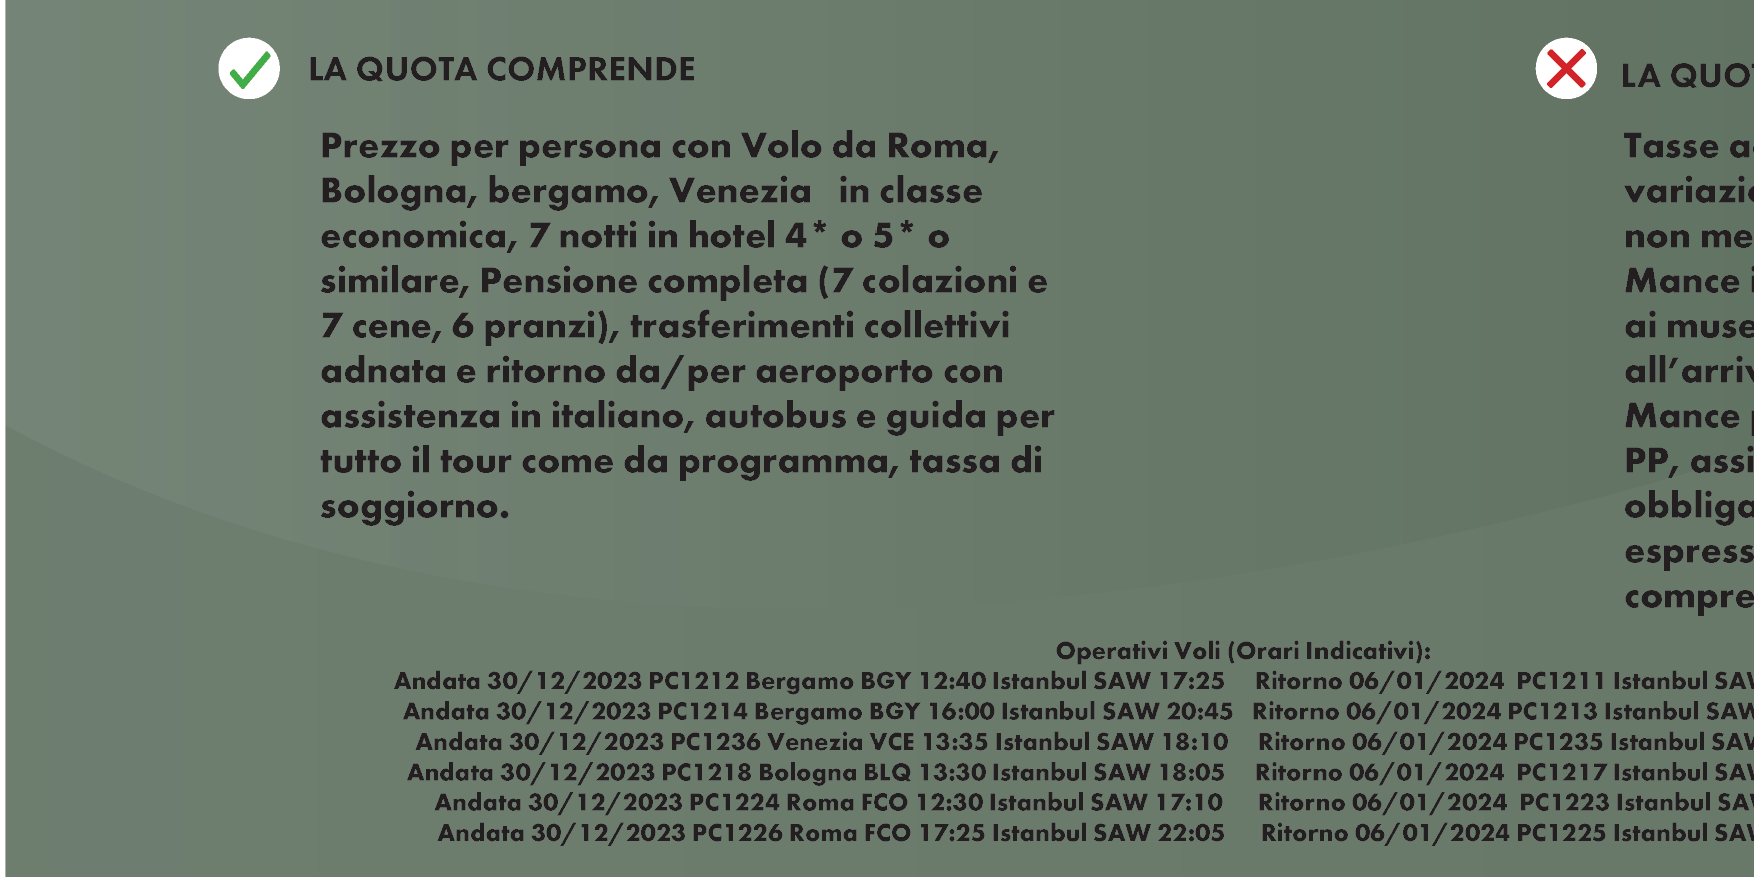 LA QUOTA COMPRENDE
Prezzo per persona con Volo da Roma,
Bologna, bergamo, Venezia in classe
economica, 7 notti in hotel 4* o 5* o
similare, Pensione completa (7 colazioni e
7 cene, 6 pranzi), trasferimenti collettivi
adnata e ritorno da/per aeroporto con
assistenza in italiano, autobus e guida per
tutto il tour come da programma, tassa di
soggiorno.
LA
Tasse
non
Mance
ai
Mance
PP,
Operativi Voli (Orari Indicativi):
Andata 30/12/2023 PC1212 Bergamo BGY 12:40 Istanbul SAW 17:25 Ritorno 06/01/2024 PC1211 Istanbul
Andata 30/12/2023 PC1214 Bergamo BGY 16:00 Istanbul SAW 20:45 Ritorno 06/01/2024 PC1213 Istanbul
Andata 30/12/2023 PC1236 Venezia VCE 13:35 Istanbul SAW 18:10 Ritorno 06/01/2024 PC1235 Istanbul
Andata 30/12/2023 PC1218 Bologna BLQ 13:30 Istanbul SAW 18:05 Ritorno 06/01/2024 PC1217 Istanbul
Andata 30/12/2023 PC1224 Roma FCO 12:30 Istanbul SAW 17:10 Ritorno 06/01/2024 PC1223 Istanbul
Andata 30/12/2023 PC1226 Roma FCO 17:25 Istanbul SAW 22:05 Ritorno 06/01/2024 PC1225 Istanbul